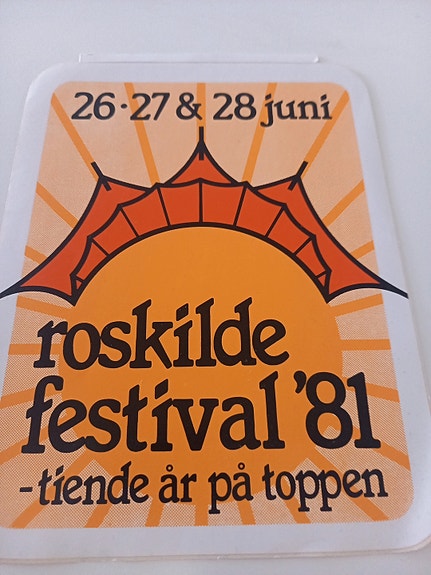 26·27 & 28 juni
roskilde
festival '81
-tiende år på toppen